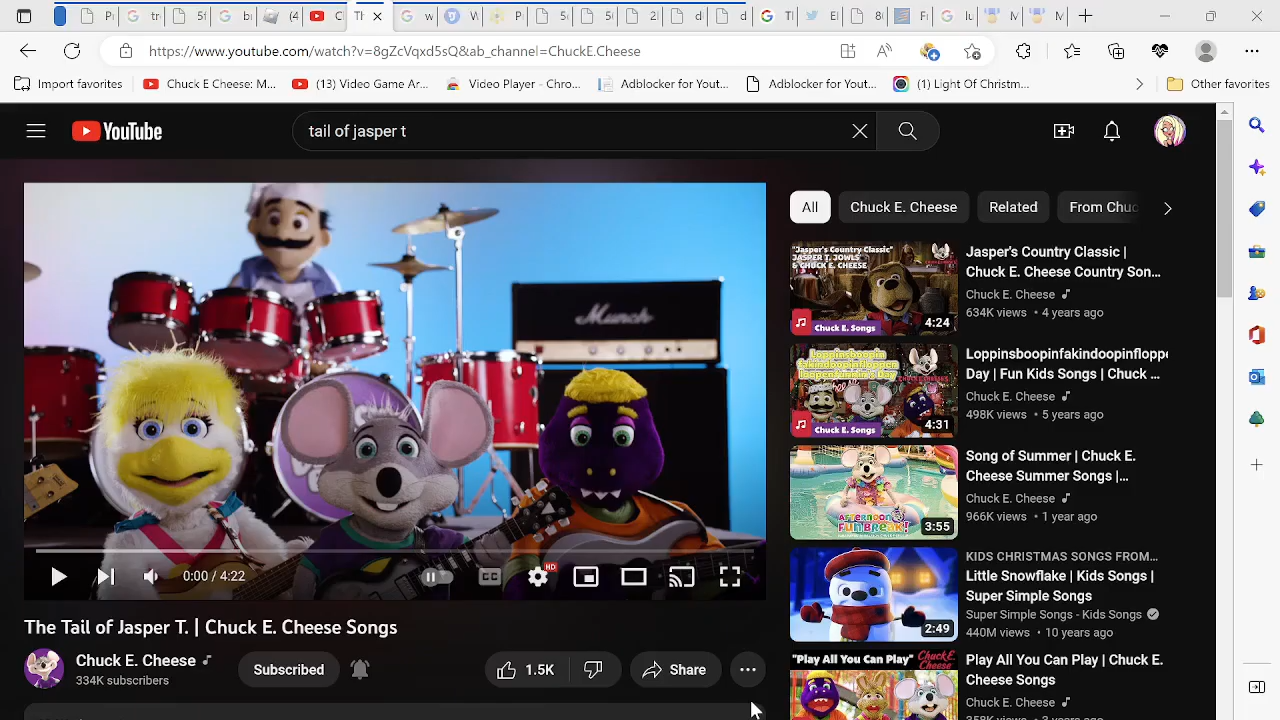 https://www.youtube.com/watch?v=8gZcVqxd5sQ&ab_channel=ChuckE.Cheese
Import favorites
Chuck E Cheese: M...
(13) Video Game Ar...
Video Player - Chro...
Adblocker for Yout...
Adblocker for Yout...
(1) Light Of Christm...
Other favorites
YouTube
tail of jasper t
All
Chuck E. Cheese
Related
From Chuc
Munch
0:00 / 4:22
CC
HD
The Tail of Jasper T. | Chuck E. Cheese Songs
Chuck E. Cheese
334K subscribers
Subscribed
1.5K
Share
"Jasper's Country Classic"
JASPER T. JOWLS
& CHUCK E. CHEESE
Chuck E. Songs
4:24
Jasper's Country Classic |
Chuck E. Cheese Country Son...
Chuck E. Cheese
634K views • 4 years ago
Chuck E. Songs
4:31
Loppinsboopinfakindoopinfloppe
Day | Fun Kids Songs | Chuck ...
Chuck E. Cheese
498K views • 5 years ago
AFTERNOON
FUN BREAK!
3:55
Song of Summer | Chuck E.
Cheese Summer Songs |...
Chuck E. Cheese
966K views • 1 year ago
2:49
KIDS CHRISTMAS SONGS FROM...
Little Snowflake | Kids Songs |
Super Simple Songs
Super Simple Songs - Kids Songs
440M views • 10 years ago
"Play All You Can Play"
Chuck E. Cheese
Play All You Can Play | Chuck E.
Cheese Songs
Chuck E. Cheese
358K views • 3 years ago